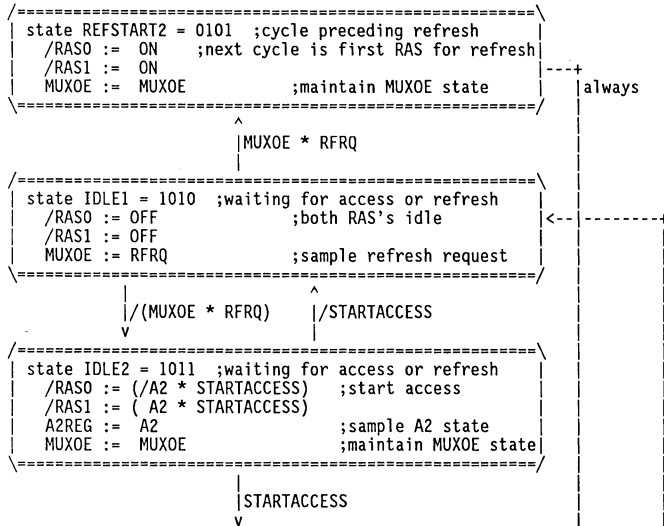 state REFSTART2 = 0101 ;cycle preceding refresh
/RAS0 := ON ;next cycle is first RAS for refresh
/RAS1 := ON
MUXOE := MUXOE ;maintain MUXOE state
always
MUXOE * RFRQ
state IDLE1 = 1010 ;waiting for access or refresh
/RAS0 := OFF ;both RAS's idle
/RAS1 := OFF
MUXOE := RFRQ ;sample refresh request
/(MUXOE * RFRQ) /STARTACCESS
state IDLE2 = 1011 ;waiting for access or refresh
/RAS0 := (/A2 * STARTACCESS) ;start access
/RAS1 := ( A2 * STARTACCESS)
A2REG := A2 ;sample A2 state
MUXOE := MUXOE ;maintain MUXOE state
STARTACCESS